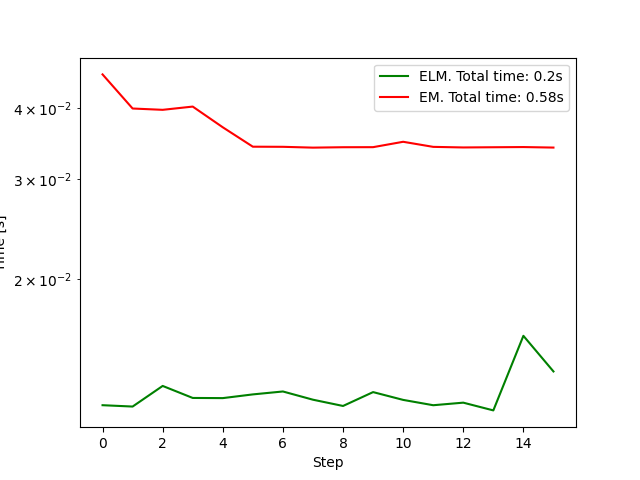 ELM. Total time: 0.2s
EM. Total time: 0.58s
4 × 10⁻²
3 × 10⁻²
2 × 10⁻²
[s]
0 2 4 6 8 10 12 14
Step